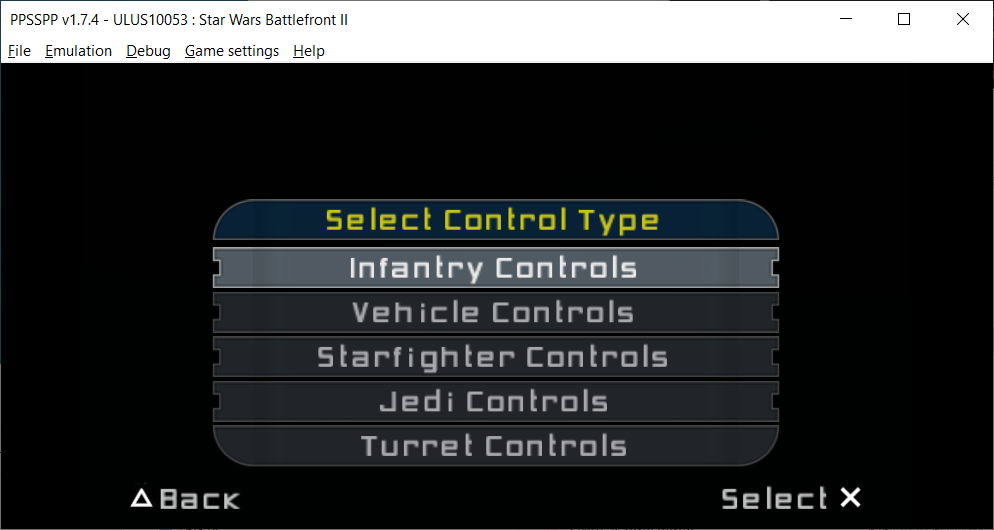 PPSSPP v1.7.4 - ULUS10053 : Star Wars Battlefront II
File Emulation Debug Game settings Help
Select Control Type
Infantry Controls
Vehicle Controls
Starfighter Controls
Jedi Controls
Turret Controls
Back Select